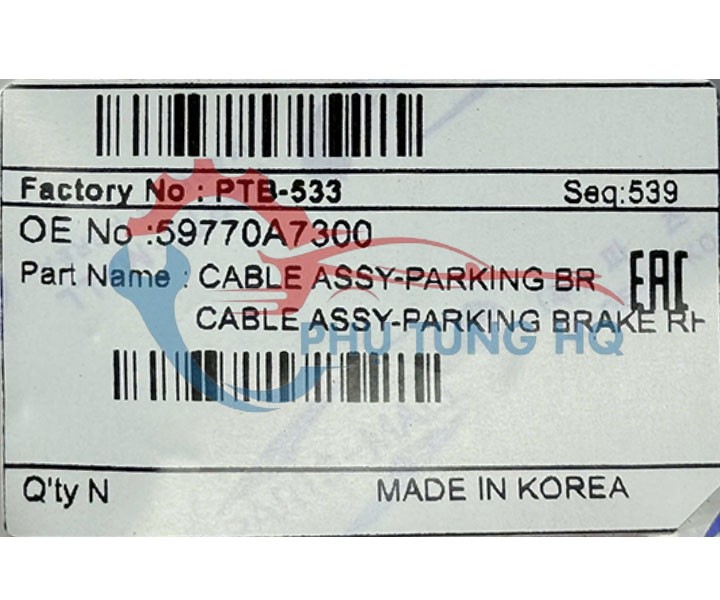 Factory No : PTB-533 Seq:539
OE No :59770A7300
Part Name : CABLE ASSY-PARKING BR
EAC
CABLE ASSY-PARKING BRAKE RH
PHU TUNG HQ
Q'ty N MADE IN KOREA